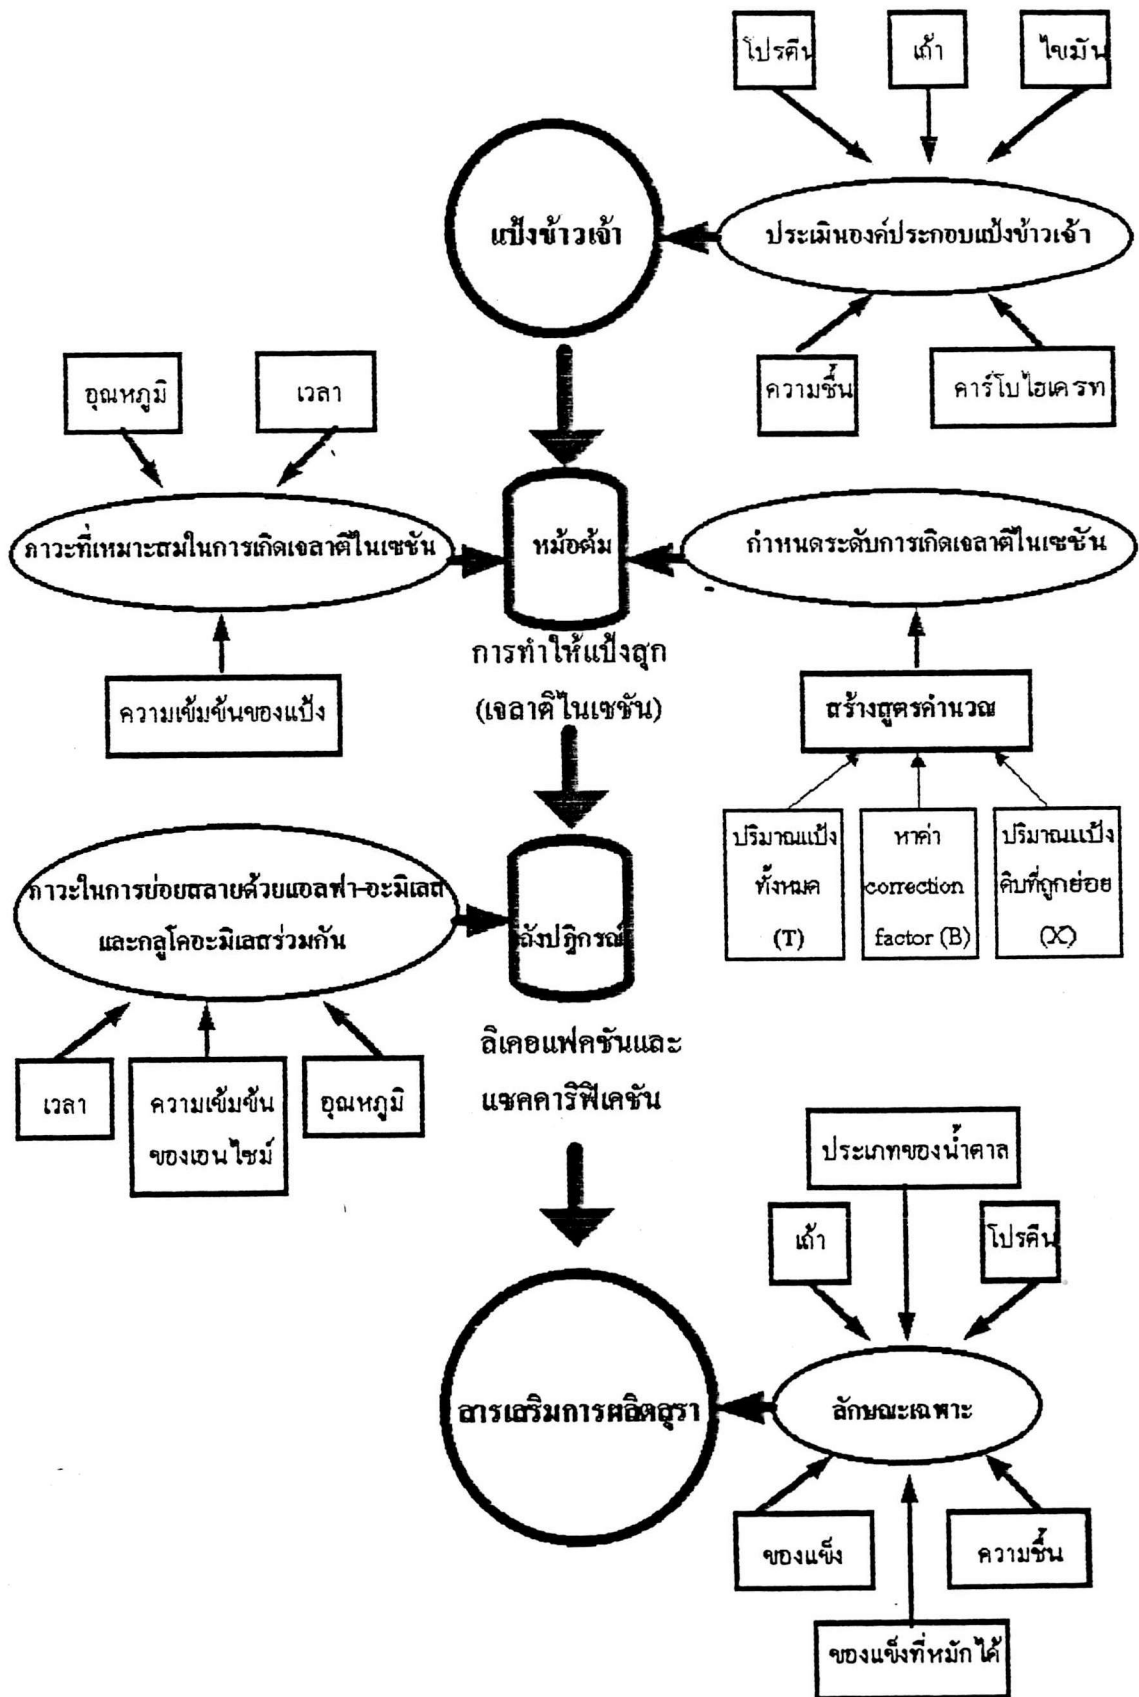 โปรตีน
เถ้า
ไขมัน
แป้งข้าวเจ้า
ประเมินองค์ประกอบแป้งข้าวเจ้า
ความชื้น
คาร์โบไฮเดรท
อุณหภูมิ
เวลา
ภาวะที่เหมาะสมในการเกิดเจลาติไนเซชัน
หม้อต้ม
กำหนดระดับการเกิดเจลาติไนเซชัน
ความเข้มข้นของแป้ง
การทำให้แป้งสุก
(เจลาติไนเซชัน)
สร้างสูตรคำนวณ
ปริมาณแป้ง
ทั้งหมด
(T)
หาค่า
correction
factor (B)
ปริมาณแป้ง
ดิบที่ถูกย่อย
(X)
ภาวะในการย่อยสลายด้วยแอลฟา-อะมิเลส
และกลูโคอะมิเลสร่วมกัน
ถังปฏิกรณ์
เวลา
ความเข้มข้น
ของเอนไซม์
อุณหภูมิ
ลิเคอแฟคชันและ
แซคคาริฟิเคชัน
ประเภทของน้ำตาล
เถ้า
โปรตีน
สารเสริมการผลิตสุรา
ลักษณะเฉพาะ
ของแข็ง
ความชื้น
ของแข็งที่หมักได้